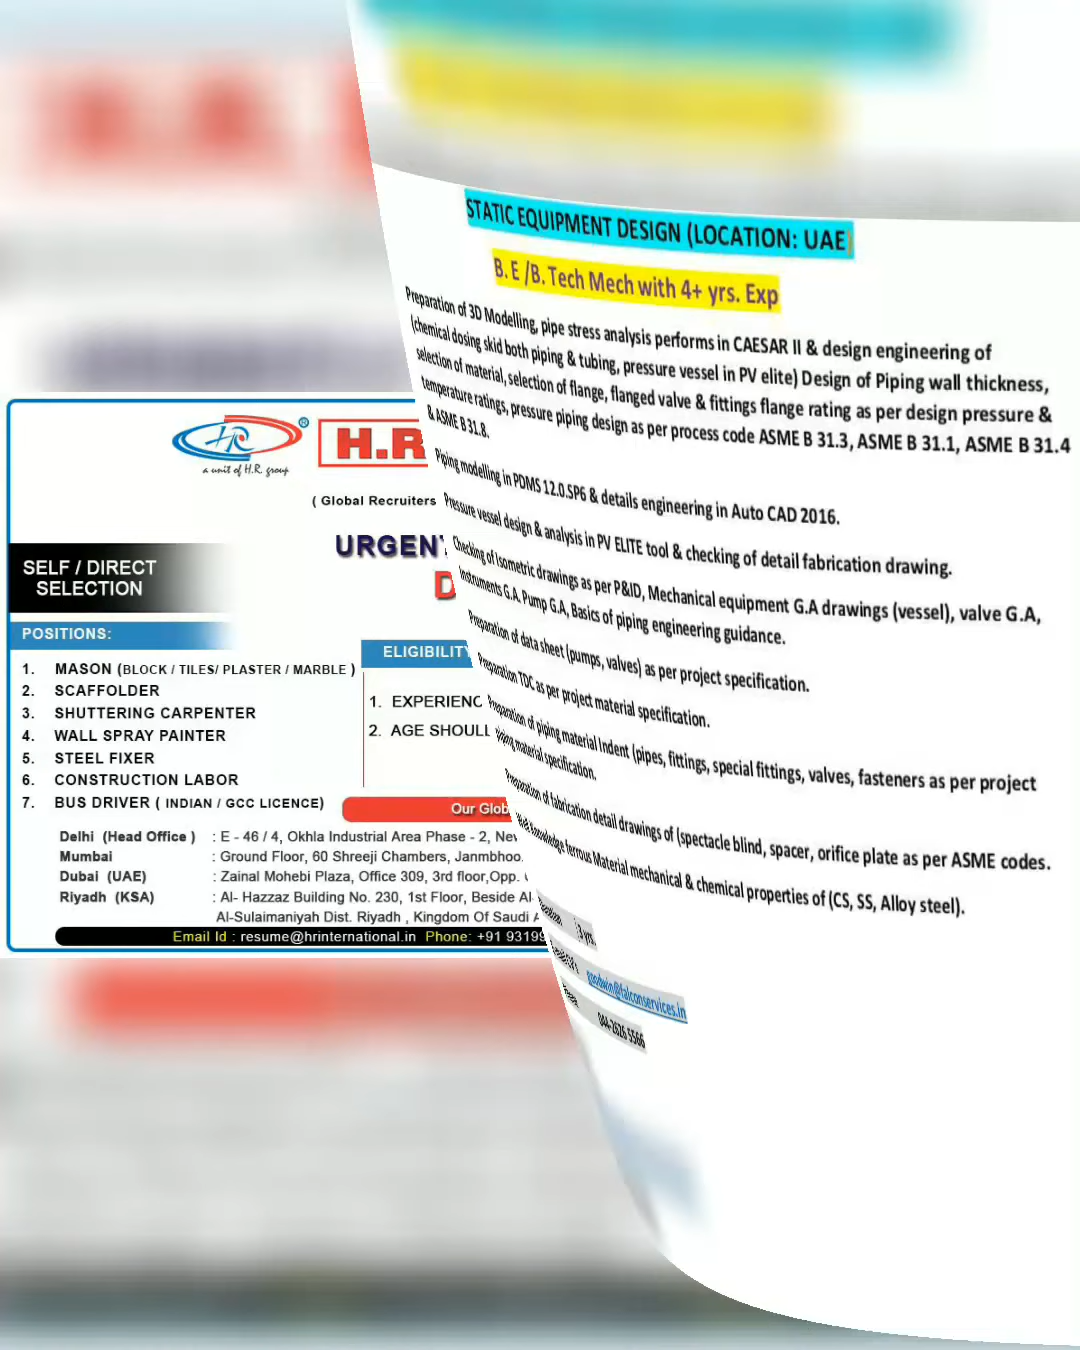 STATIC EQUIPMENT DESIGN (LOCATION: UAE)
B. E /B. Tech Mech with 4+ yrs. Exp
Preparation of 3D Modelling, pipe stress analysis performs in CAESAR II & design engineering of
(chemical dosing skid both piping & tubing, pressure vessel in PV elite) Design of Piping wall thickness,
selection of material, selection of flange, flanged valve & fittings flange rating as per design pressure &
temperature ratings, pressure piping design as per process code ASME B 31.3, ASME B 31.1, ASME B 31.4
& ASME B 31.8.
Piping modelling in PDMS 12.0.SP6 & details engineering in Auto CAD 2016.
Pressure vessel design & analysis in PV ELITE tool & checking of detail fabrication drawing.
Checking of Isometric drawings as per P&ID, Mechanical equipment G.A drawings (vessel), valve G.A,
Instruments G.A. Pump G.A, Basics of piping engineering guidance.
Preparation of data sheet (pumps, valves) as per project specification.
Preparation TDC as per project material specification.
Preparation of piping material Indent (pipes, fittings, special fittings, valves, fasteners as per project
piping material specification.
Preparation of fabrication detail drawings of (spectacle blind, spacer, orifice plate as per ASME codes.
knowledge ferrous Material mechanical & chemical properties of (CS, SS, Alloy steel).
3 yrs.
goodwin@falconservices.in
044-2626 5566
HR
®
a unit of H.R. group
H.R
( Global Recruiters
URGENT
D
SELF / DIRECT
SELECTION
POSITIONS:
1. MASON (BLOCK / TILES/ PLASTER / MARBLE )
2. SCAFFOLDER
3. SHUTTERING CARPENTER
4. WALL SPRAY PAINTER
5. STEEL FIXER
6. CONSTRUCTION LABOR
7. BUS DRIVER ( INDIAN / GCC LICENCE)
ELIGIBILITY
1. EXPERIENC
2. AGE SHOUL
Our Glob
Delhi (Head Office ) : E - 46 / 4, Okhla Industrial Area Phase - 2, Nev
Mumbai : Ground Floor, 60 Shreeji Chambers, Janmbhoo
Dubai (UAE) : Zainal Mohebi Plaza, Office 309, 3rd floor,Opp.
Riyadh (KSA) : Al- Hazzaz Building No. 230, 1st Floor, Beside Al-
Al-Sulaimaniyah Dist. Riyadh , Kingdom Of Saudi
Email Id : resume@hrinternational.in Phone: +91 93199